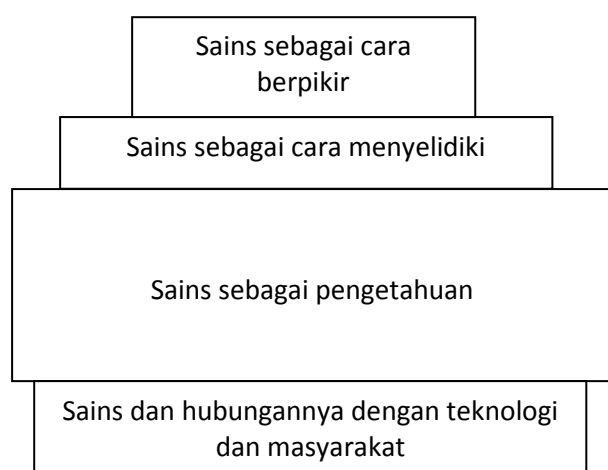 Sains sebagai cara
berpikir
Sains sebagai cara menyelidiki
Sains sebagai pengetahuan
Sains dan hubungannya dengan teknologi
dan masyarakat